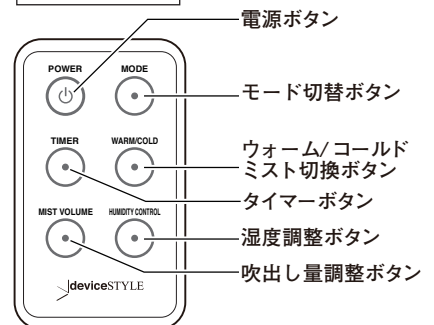 電源ボタン
POWER MODE
モード切替ボタン
TIMER WARM/COLD
ウォーム/コールド
ミスト切換ボタン
タイマーボタン
MIST VOLUME HUMIDITY CONTROL
湿度調整ボタン
吹出し量調整ボタン
deviceSTYLE